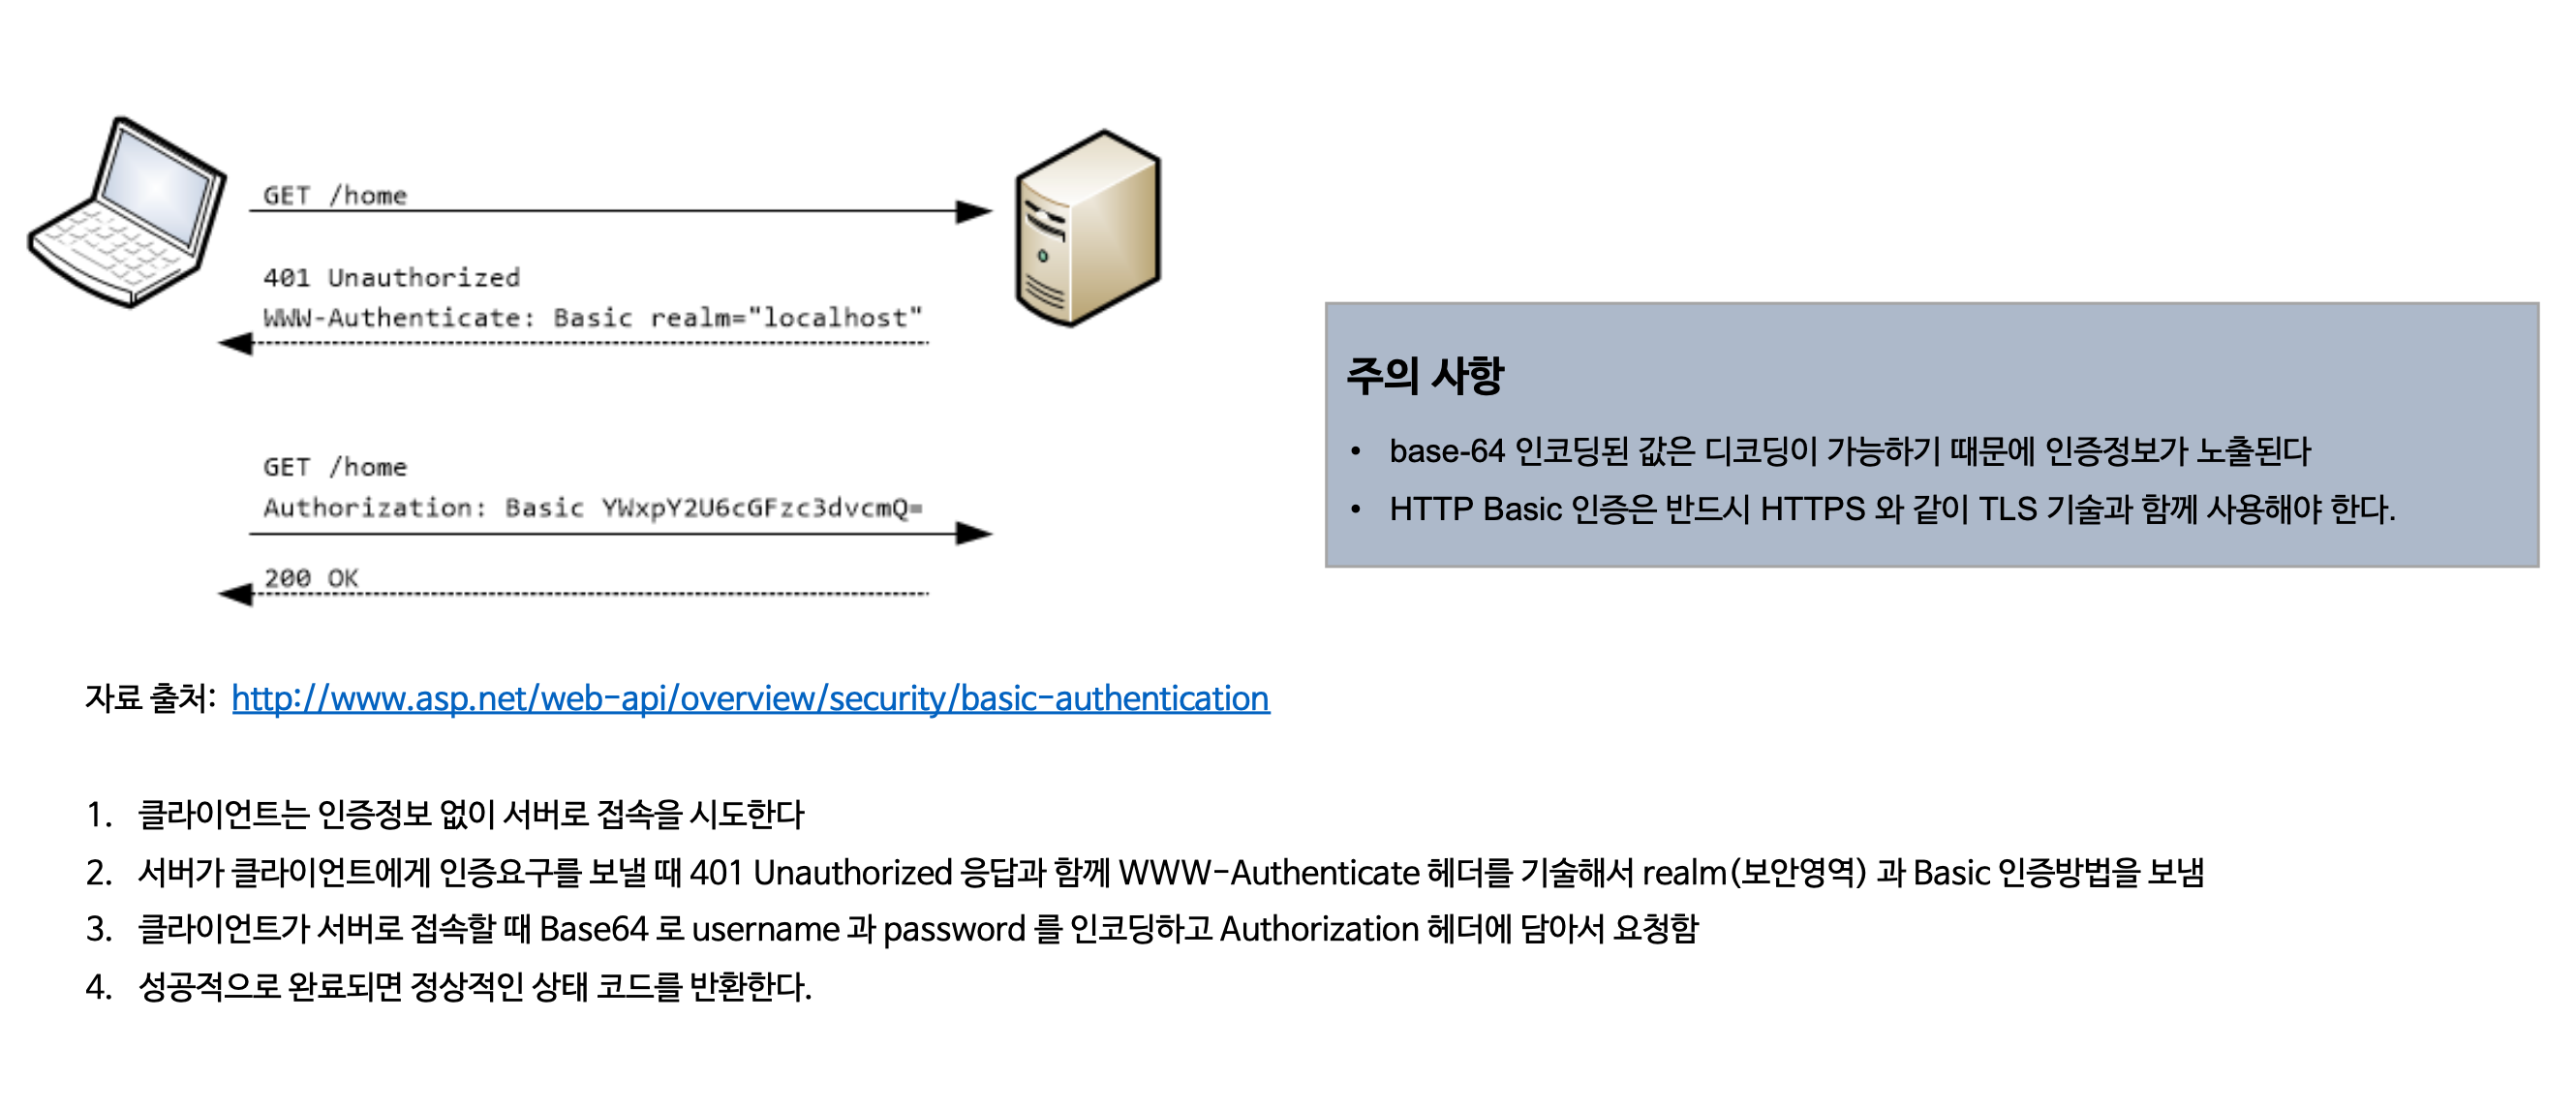 GET /home
401 Unauthorized
WWW-Authenticate: Basic realm="localhost"
GET /home
Authorization: Basic YWxpY2U6cGFzc3dvcmQ=
200 OK
주의 사항
• base-64 인코딩된 값은 디코딩이 가능하기 때문에 인증정보가 노출된다
• HTTP Basic 인증은 반드시 HTTPS 와 같이 TLS 기술과 함께 사용해야 한다.
자료 출처: http://www.asp.net/web-api/overview/security/basic-authentication
1. 클라이언트는 인증정보 없이 서버로 접속을 시도한다
2. 서버가 클라이언트에게 인증요구를 보낼 때 401 Unauthorized 응답과 함께 WWW-Authenticate 헤더를 기술해서 realm(보안영역) 과 Basic 인증방법을 보냄
3. 클라이언트가 서버로 접속할 때 Base64 로 username 과 password 를 인코딩하고 Authorization 헤더에 담아서 요청함
4. 성공적으로 완료되면 정상적인 상태 코드를 반환한다.